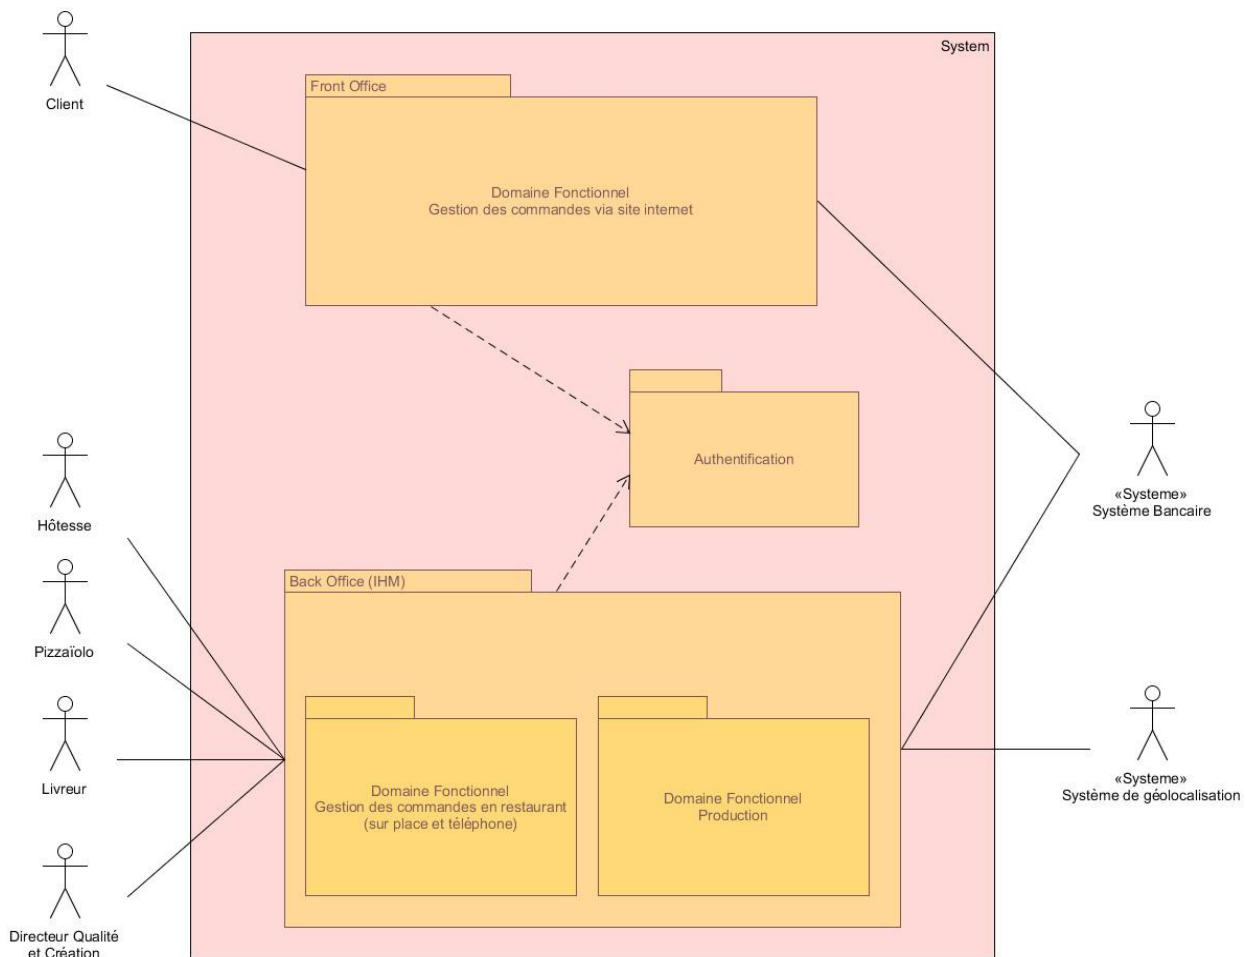 System
Client
Front Office
Domaine Fonctionnel
Gestion des commandes via site internet
Authentification
«Systeme»
Système Bancaire
Hôtesse
Pizzaïolo
Livreur
Directeur Qualité
et Création
Back Office (IHM)
Domaine Fonctionnel
Gestion des commandes en restaurant
(sur place et téléphone)
Domaine Fonctionnel
Production
«Systeme»
Système de géolocalisation